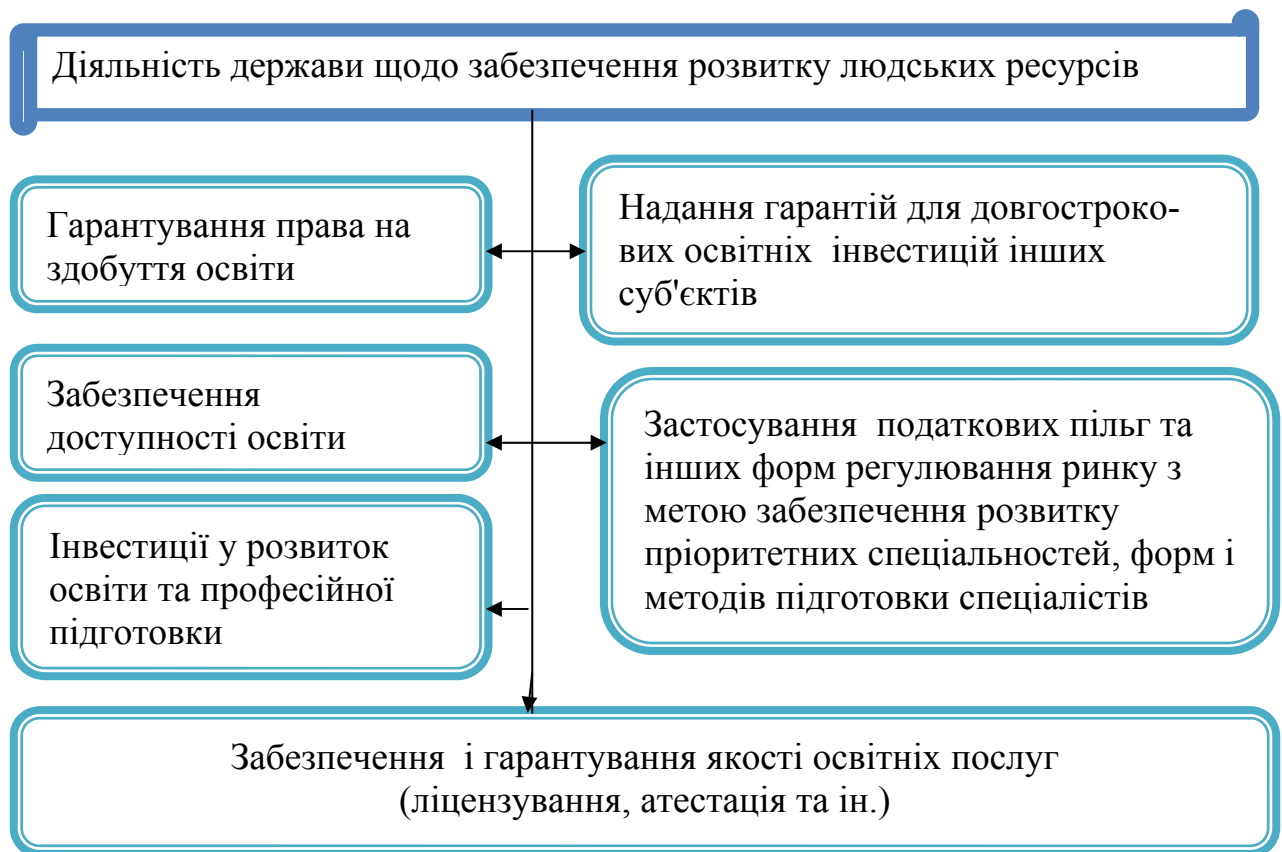 Діяльність держави щодо забезпечення розвитку людських ресурсів
Гарантування права на
здобуття освіти
Надання гарантій для довгостроко-
вих освітніх інвестицій інших
суб'єктів
Забезпечення
доступності освіти
Застосування податкових пільг та
інших форм регулювання ринку з
метою забезпечення розвитку
пріоритетних спеціальностей, форм і
методів підготовки спеціалістів
Інвестиції у розвиток
освіти та професійної
підготовки
Забезпечення і гарантування якості освітніх послуг
(ліцензування, атестація та ін.)